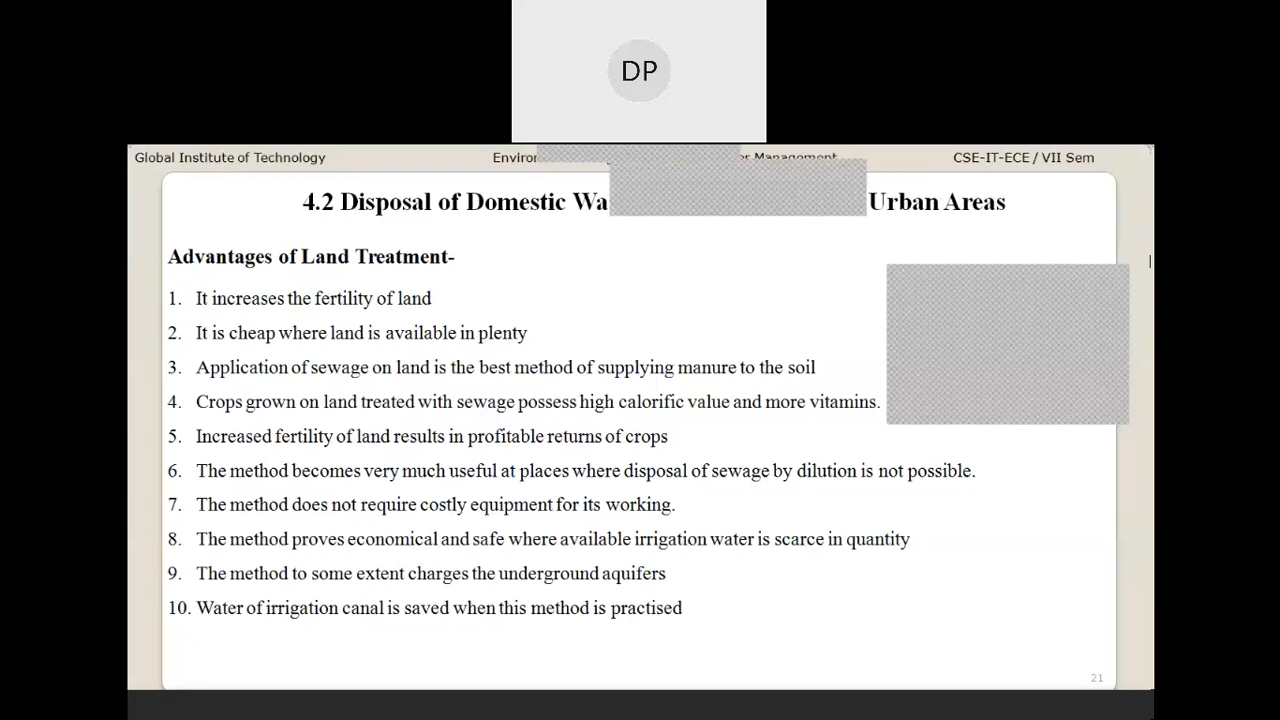 DP
Global Institute of Technology Management CSE-IT-ECE / VII Sem
4.2 Disposal of Domestic Urban Areas
Advantages of Land Treatment-
1. It increases the fertility of land
2. It is cheap where land is available in plenty
3. Application of sewage on land is the best method of supplying manure to the soil
4. Crops grown on land treated with sewage possess high calorific value and more vitamins.
5. Increased fertility of land results in profitable returns of crops
6. The method becomes very much useful at places where disposal of sewage by dilution is not possible.
7. The method does not require costly equipment for its working.
8. The method proves economical and safe where available irrigation water is scarce in quantity
9. The method to some extent charges the underground aquifers
10. Water of irrigation canal is saved when this method is practised
21